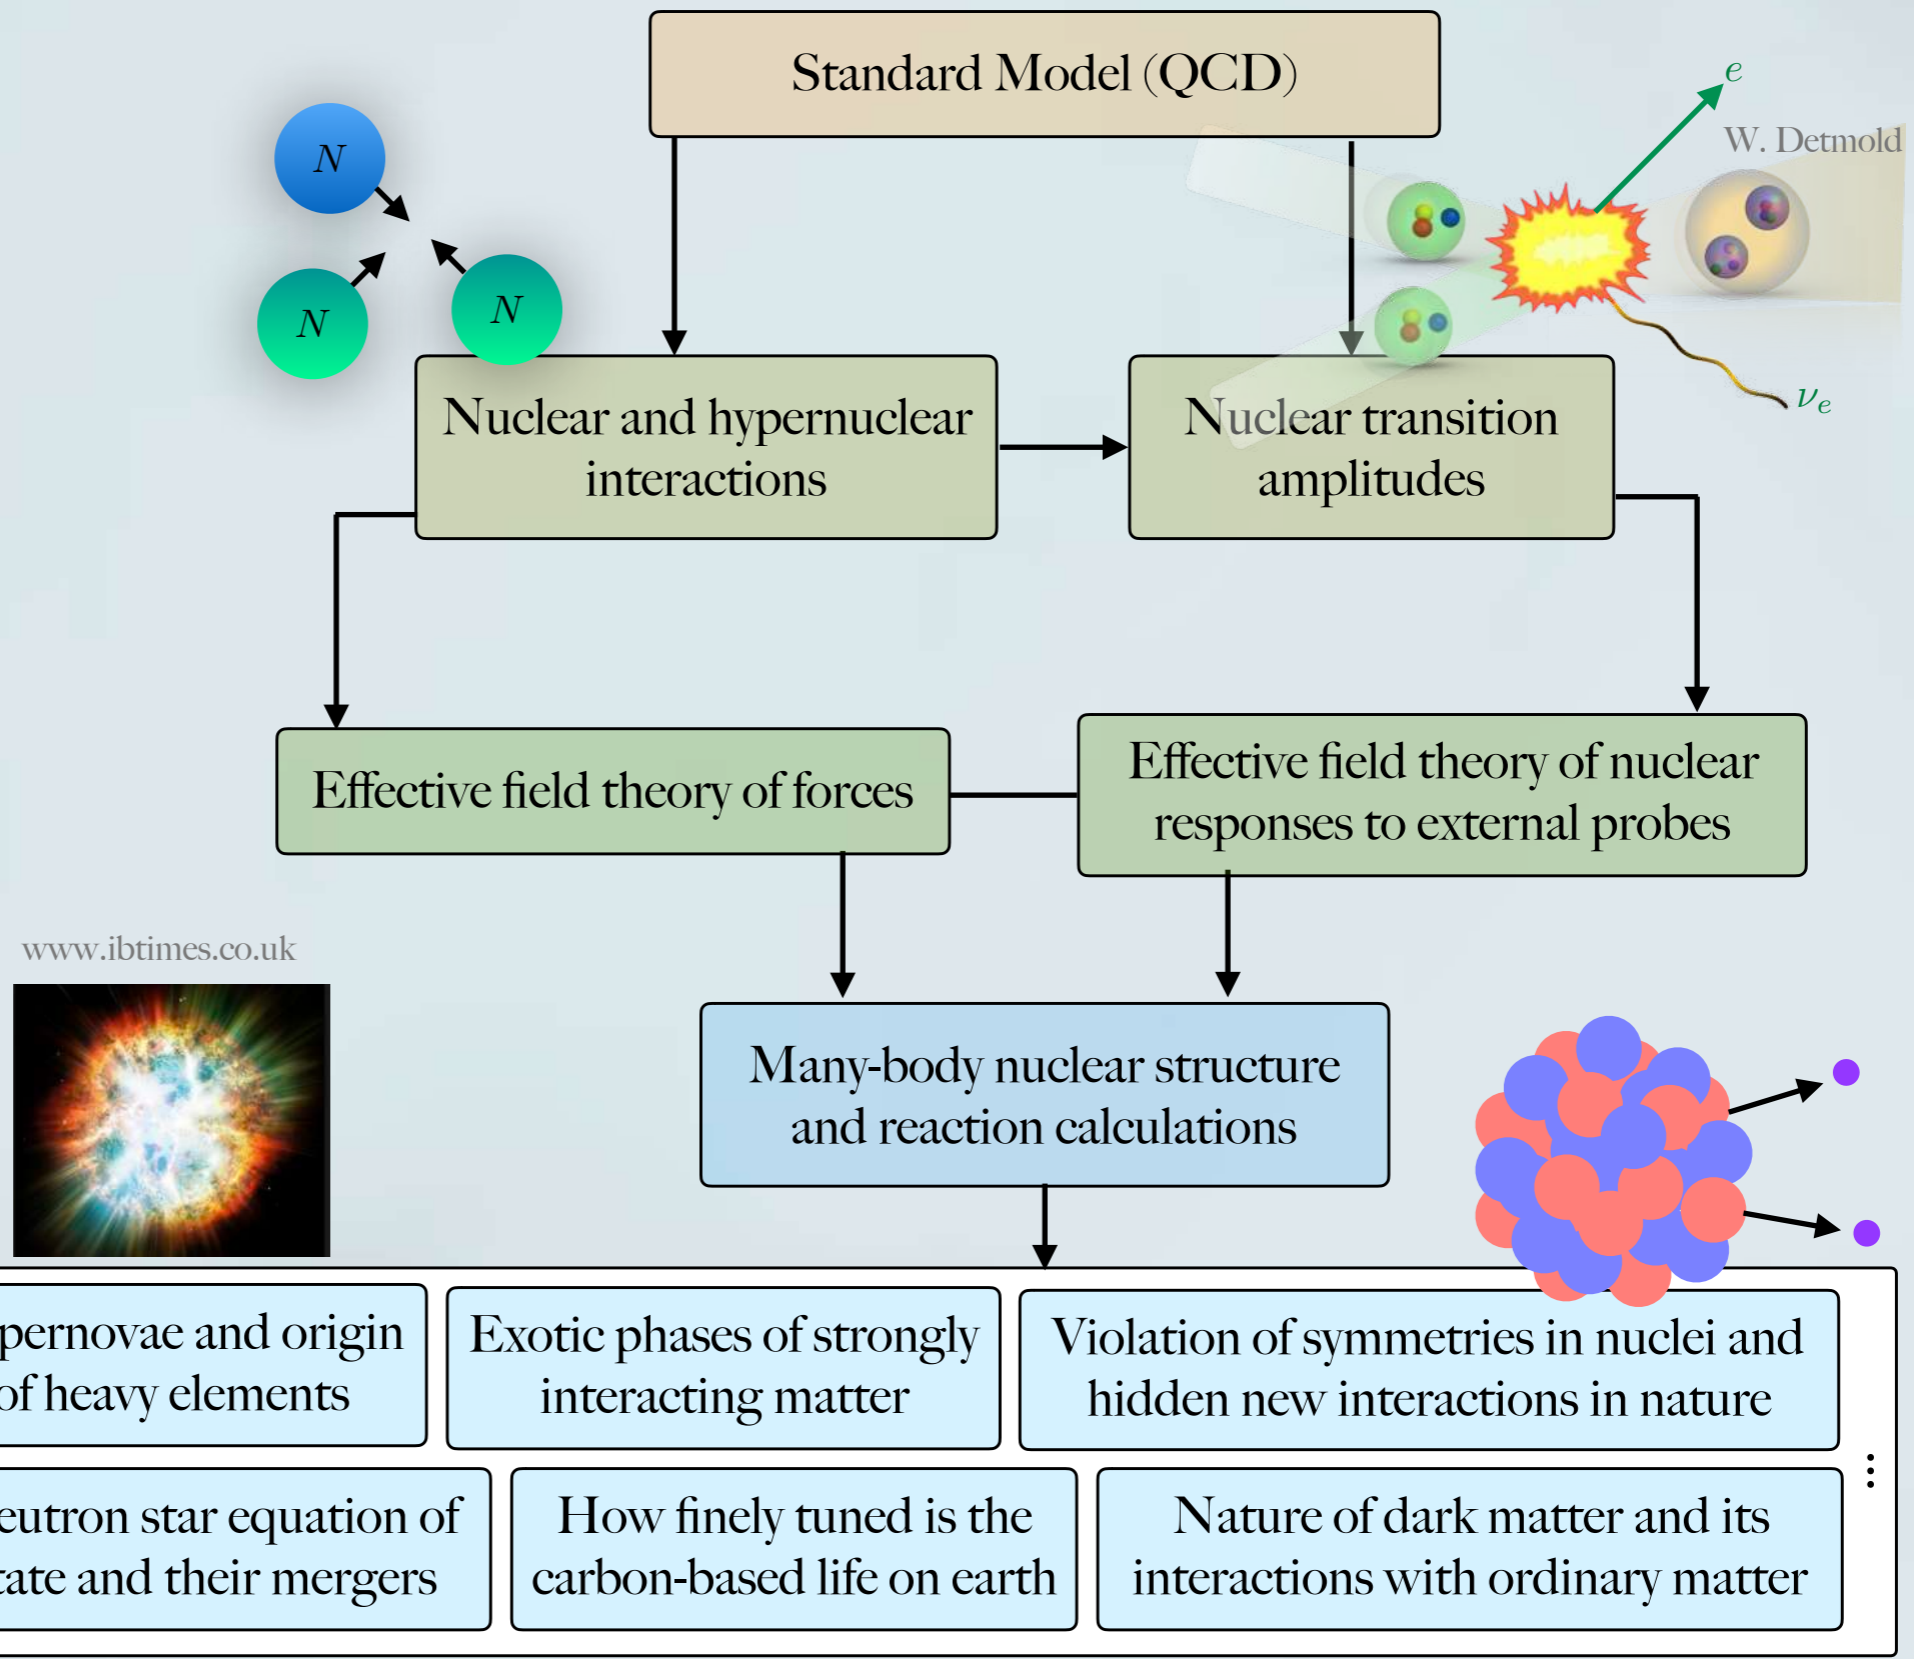 Standard Model (QCD)
e
W. Detmold
N
N
N
Nuclear and hypernuclear
interactions
Nuclear transition
amplitudes
ν_e
Effective field theory of forces
Effective field theory of nuclear
responses to external probes
www.ibtimes.co.uk
Many-body nuclear structure
and reaction calculations
pernovae and origin
of heavy elements
Exotic phases of strongly
interacting matter
Violation of symmetries in nuclei and
hidden new interactions in nature
⋮
eutron star equation of
tate and their mergers
How finely tuned is the
carbon-based life on earth
Nature of dark matter and its
interactions with ordinary matter